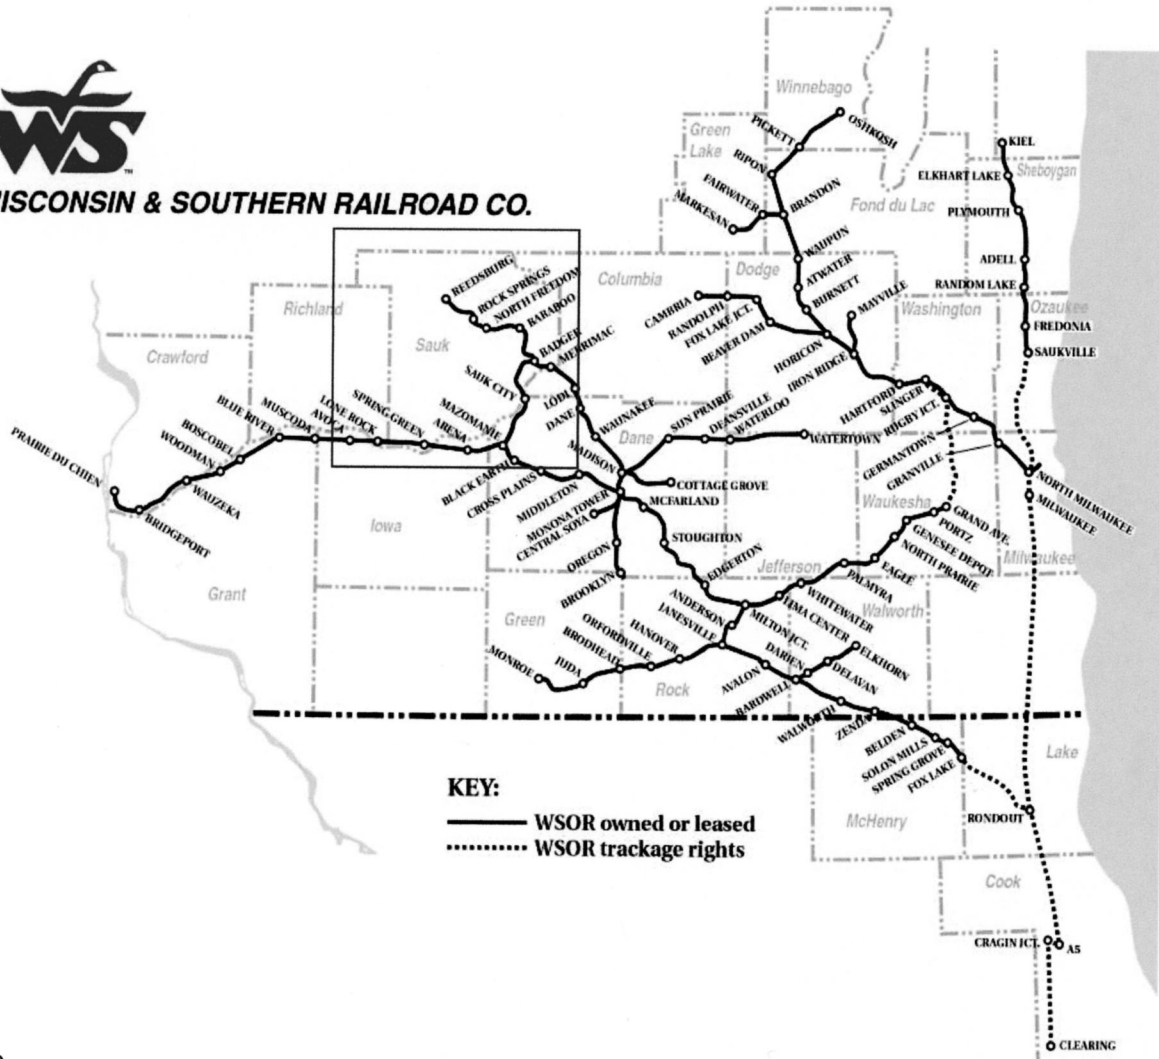 WS
TM
ISCONSIN & SOUTHERN RAILROAD CO.
Winnebago
Green
Lake
PICKETT
OSHKOSH
RIPON
FAIRWATER
MARKESAN
BRANDON
Fond du Lac
KIEL
ELKHART LAKE
Sheboygan
PLYMOUTH
ADELL
RANDOM LAKE
Ozaukee
FREDONIA
SAUKVILLE
WAUPUN
ATWATER
BURNETT
MAYVILLE
Washington
Dodge
Columbia
CAMBRIA
RANDOLPH
FOX LAKE JCT.
BEAVER DAM
HORICON
IRON RIDGE
HARTFORD
SLINGER
RUGBY JCT.
GERMANTOWN
GRANVILLE
NORTH MILWAUKEE
MILWAUKEE
Milwaukee
Richland
Crawford
Sauk
REEDSBURG
ROCK SPRINGS
NORTH FREEDOM
BARABOO
BADGER
MERRIMAC
SAUK CITY
LODI
DANE
WAUNAKEE
MADISON
Dane
SUN PRAIRIE
DEANSVILLE
WATERLOO
WATERTOWN
COTTAGE GROVE
MCFARLAND
PRAIRIE DU CHIEN
BRIDGEPORT
WAUZEKA
WOODMAN
BOSCOBEL
BLUE RIVER
MUSCODA
AVOCA
LONE ROCK
SPRING GREEN
ARENA
MAZOMANIE
BLACK EARTH
CROSS PLAINS
MIDDLETON
MONONA TOWER
CENTRAL SOYA
OREGON
BROOKLYN
STOUGHTON
EDGERTON
Jefferson
Waukesha
GRAND AVE.
PORTZ
GENESEE DEPOT
NORTH PRAIRIE
EAGLE
PALMYRA
WHITEWATER
LIMA CENTER
MILTON JCT.
Walworth
Iowa
Grant
Green
Rock
ANDERSON
JANESVILLE
HANOVER
ORFORDVILLE
BRODHEAD
JUDA
MONROE
AVALON
BARDWELL
DARIEN
DELAVAN
ELKHORN
WALWORTH
ZENDA
BELDEN
SOLON MILLS
SPRING GROVE
FOX LAKE
Lake
McHenry
RONDOUT
Cook
CRAGIN JCT.
A5
CLEARING
KEY:
WSOR owned or leased
WSOR trackage rights